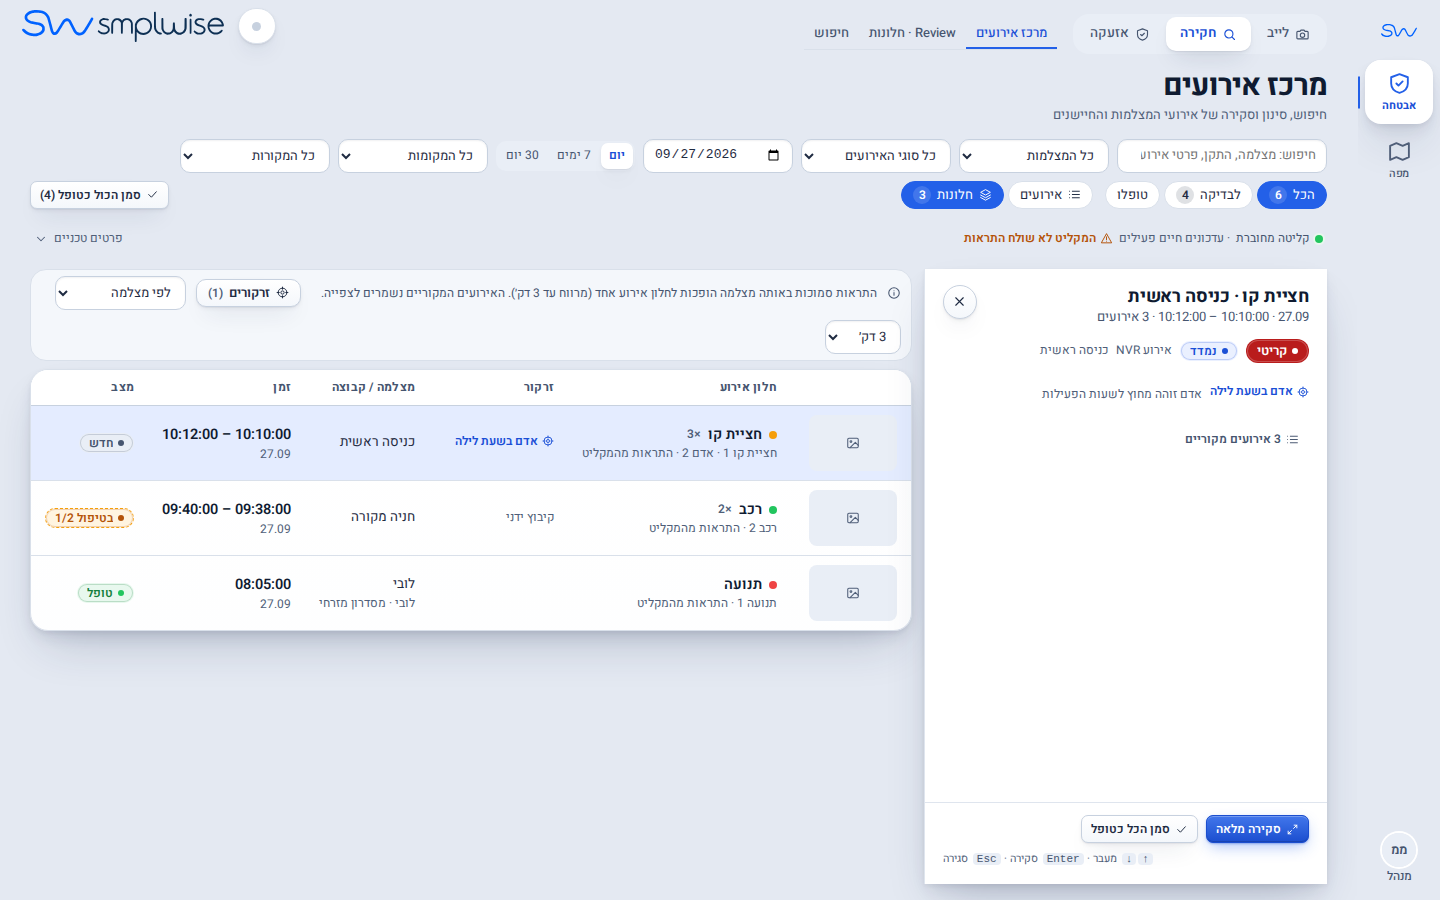 לייב
חקירה
אזעקה
מרכז אירועים
חלונות · Review
חיפוש
smplwise
אבטחה
מפה
מרכז אירועים
חיפוש, סינון וסקירה של אירועי המצלמות והחיישנים
חיפוש: מצלמה, התקן, פרטי אירוע
כל המצלמות
כל סוגי האירועים
09/27/2026
יום
7 ימים
30 יום
כל המקומות
כל המקורות
הכל 6
לבדיקה 4
טופלו
אירועים
חלונות 3
סמן הכול כטופל (4)
קליטה מחוברת · עדכונים חיים פעילים
המקליט לא שולח התראות
פרטים טכניים
חציית קו · כניסה ראשית
27.09 · 10:10:00 – 10:12:00 · 3 אירועים
קריטי
נמדד
אירוע NVR
כניסה ראשית
אדם בשעת לילה
אדם זוהה מחוץ לשעות הפעילות
3 אירועים מקוריים
סקירה מלאה
סמן הכל כטופל
↑ ↓ מעבר · Enter סקירה · Esc סגירה
התראות סמוכות באותה מצלמה הופכות לחלון אירוע אחד (מרווח עד 3 דק'). האירועים המקוריים נשמרים לצפייה.
זרקורים (1)
לפי מצלמה
3 דק'
חלון אירוע
זרקור
מצלמה / קבוצה
זמן
מצב
חציית קו ×3
חציית קו 1 · אדם 2 · התראות מהמקליט
אדם בשעת לילה
כניסה ראשית
10:10:00 – 10:12:00
27.09
חדש
רכב ×2
רכב 2 · התראות מהמקליט
קיבוץ ידני
חניה מקורה
09:38:00 – 09:40:00
27.09
בטיפול 1/2
תנועה
תנועה 1 · התראות מהמקליט
לובי
לובי · מסדרון מזרחי
08:05:00
27.09
טופל
ממ
מנהל